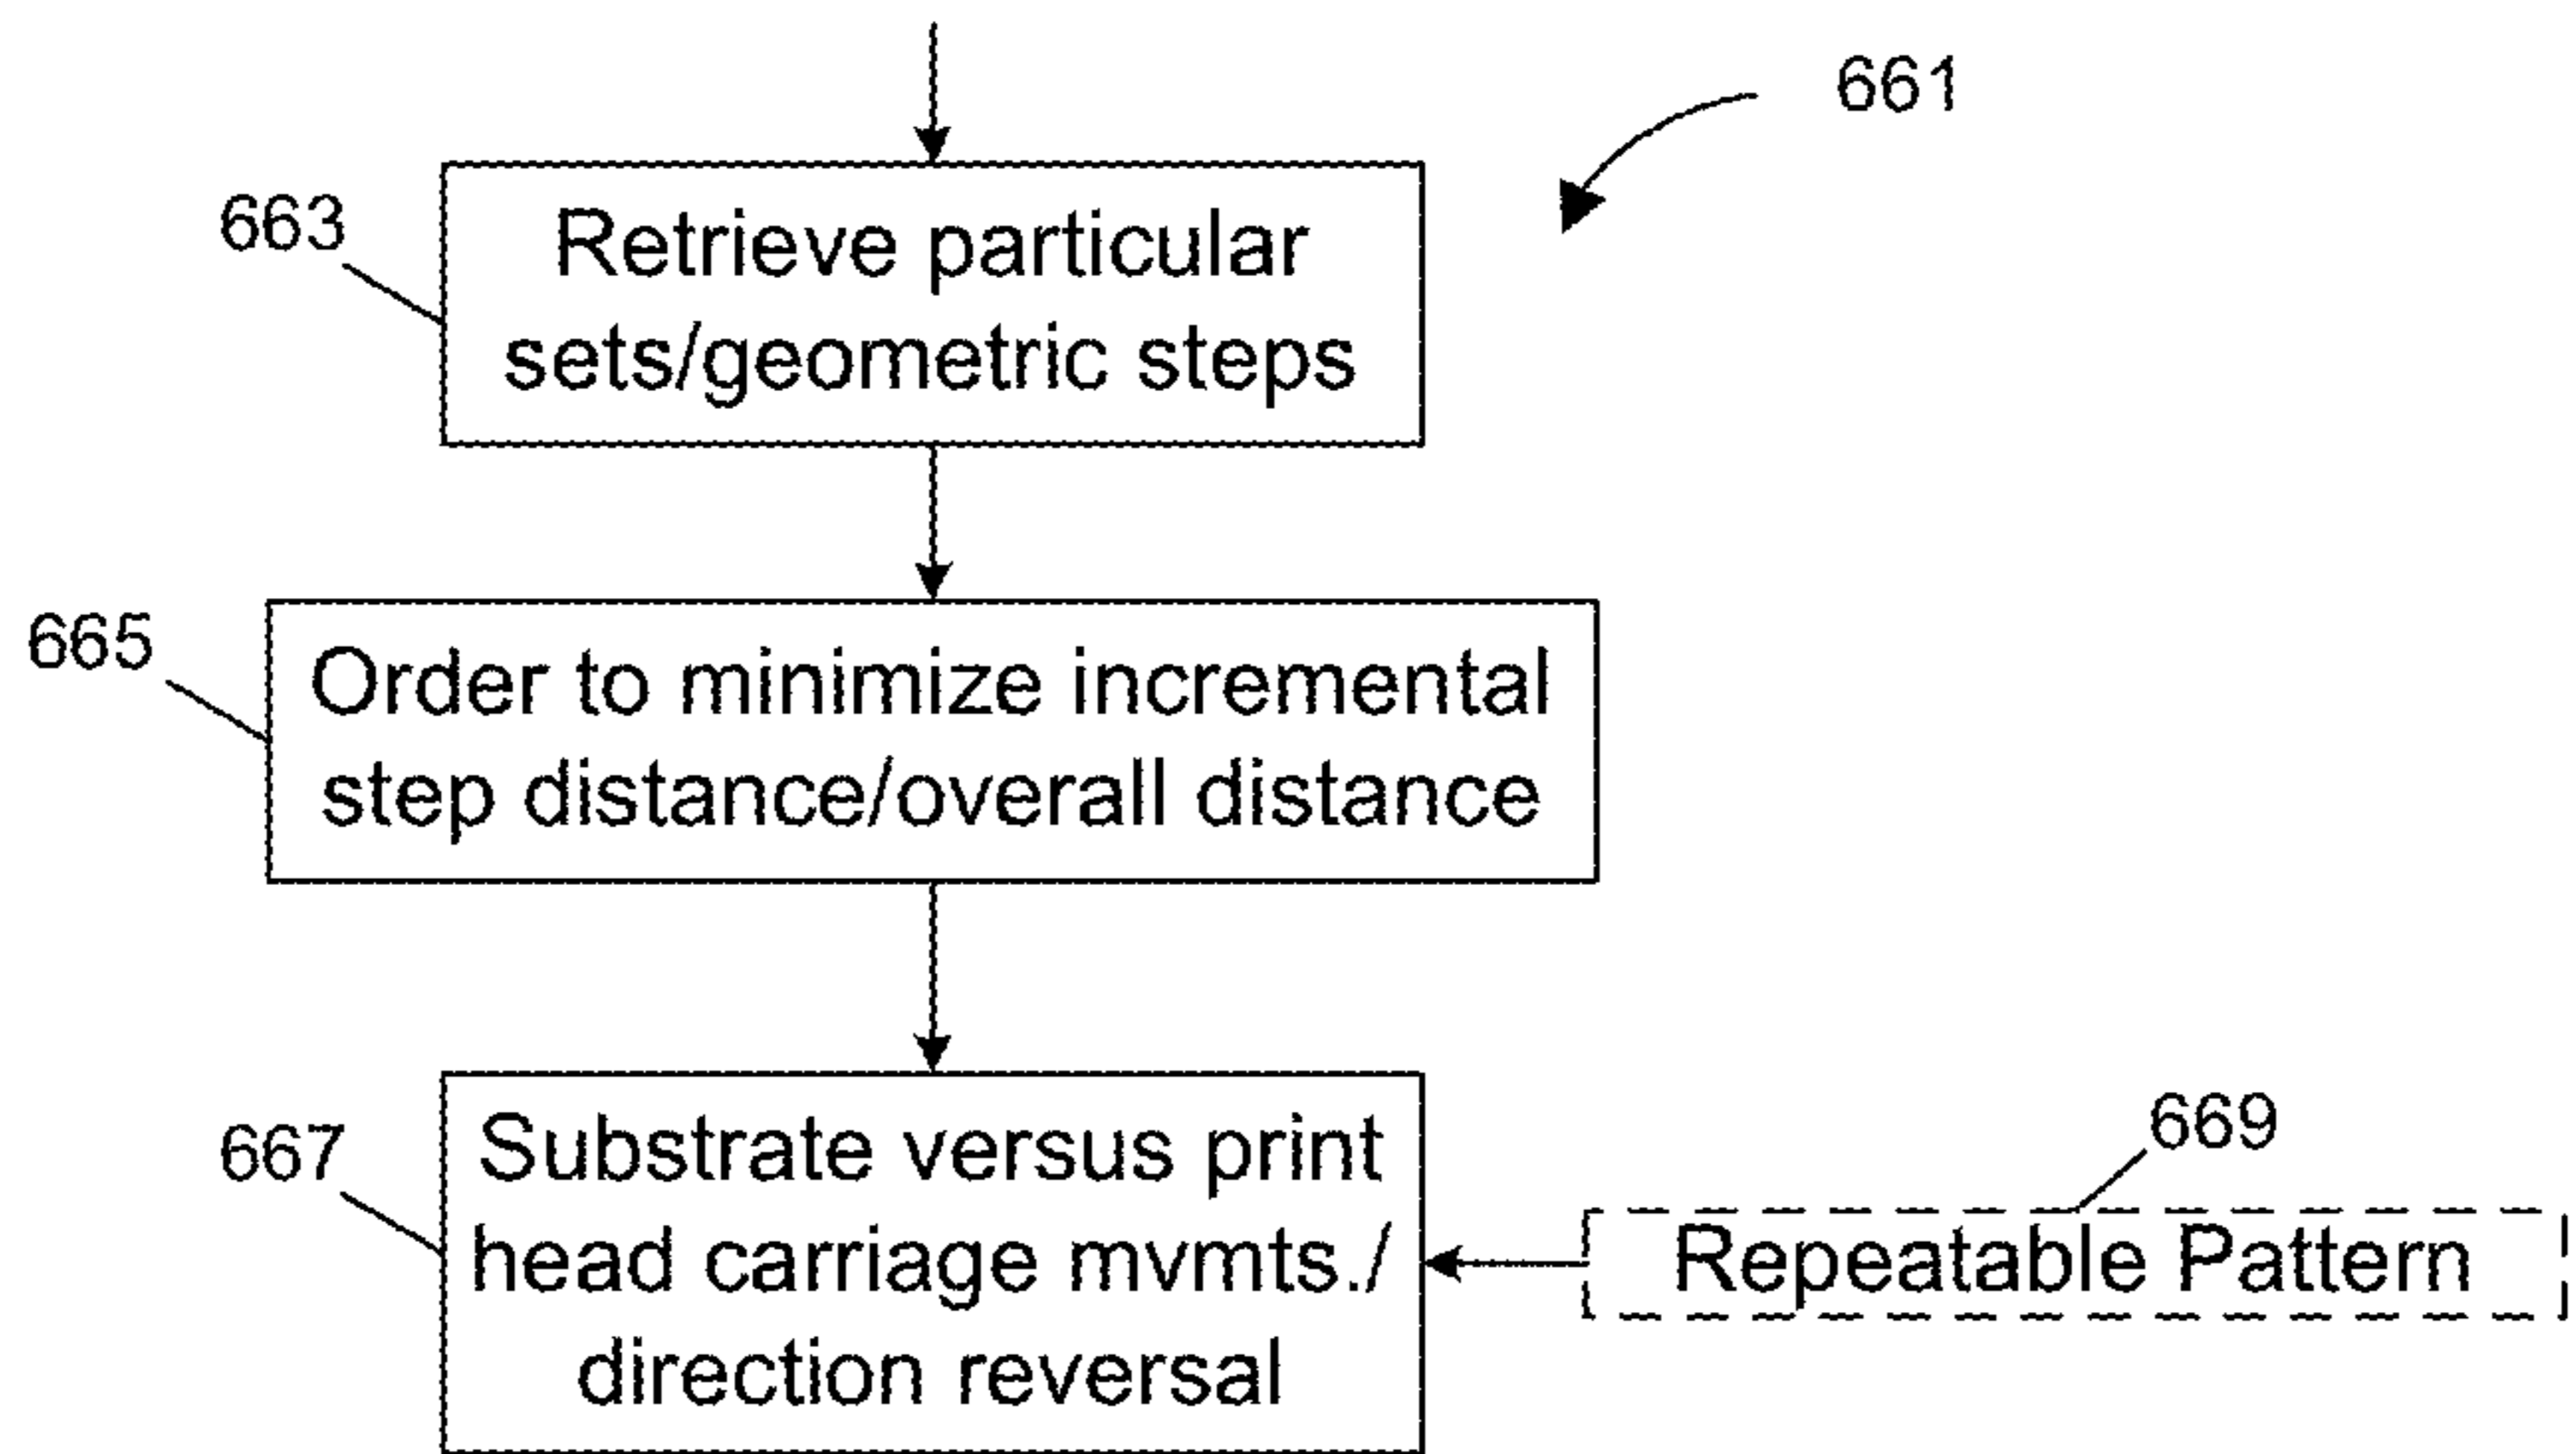 661
663
Retrieve particular
sets/geometric steps
665
Order to minimize incremental
step distance/overall distance
667
Substrate versus print
head carriage mvmts./
direction reversal
669
Repeatable Pattern